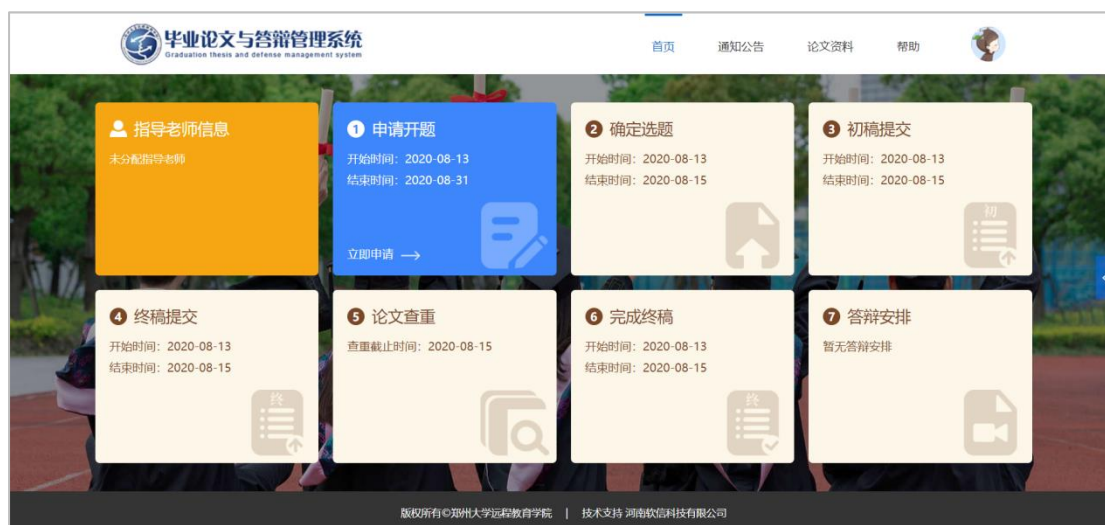 毕业论文与答辩管理系统
Graduation thesis and defense management system
首页 通知公告 论文资料 帮助
指导老师信息
未分配指导老师
1 申请开题
开始时间：2020-08-13
结束时间：2020-08-31
立即申请 →
2 确定选题
开始时间：2020-08-13
结束时间：2020-08-15
3 初稿提交
开始时间：2020-08-13
结束时间：2020-08-15
初
4 终稿提交
开始时间：2020-08-13
结束时间：2020-08-15
终
5 论文查重
查重截止时间：2020-08-15
6 完成终稿
开始时间：2020-08-13
结束时间：2020-08-15
终
7 答辩安排
暂无答辩安排
版权所有©郑州大学远程教育学院 | 技术支持 河南软信科技有限公司